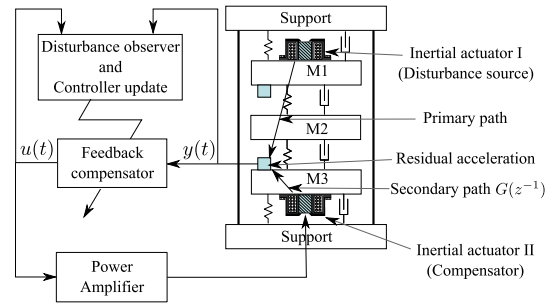 Support
Disturbance observer
and
Controller update
Inertial actuator I
(Disturbance source)
M1
Primary path
M2
u(t)
y(t)
Feedback
compensator
Residual acceleration
M3
Secondary path G(z⁻¹)
Support
Inertial actuator II
(Compensator)
Power
Amplifier